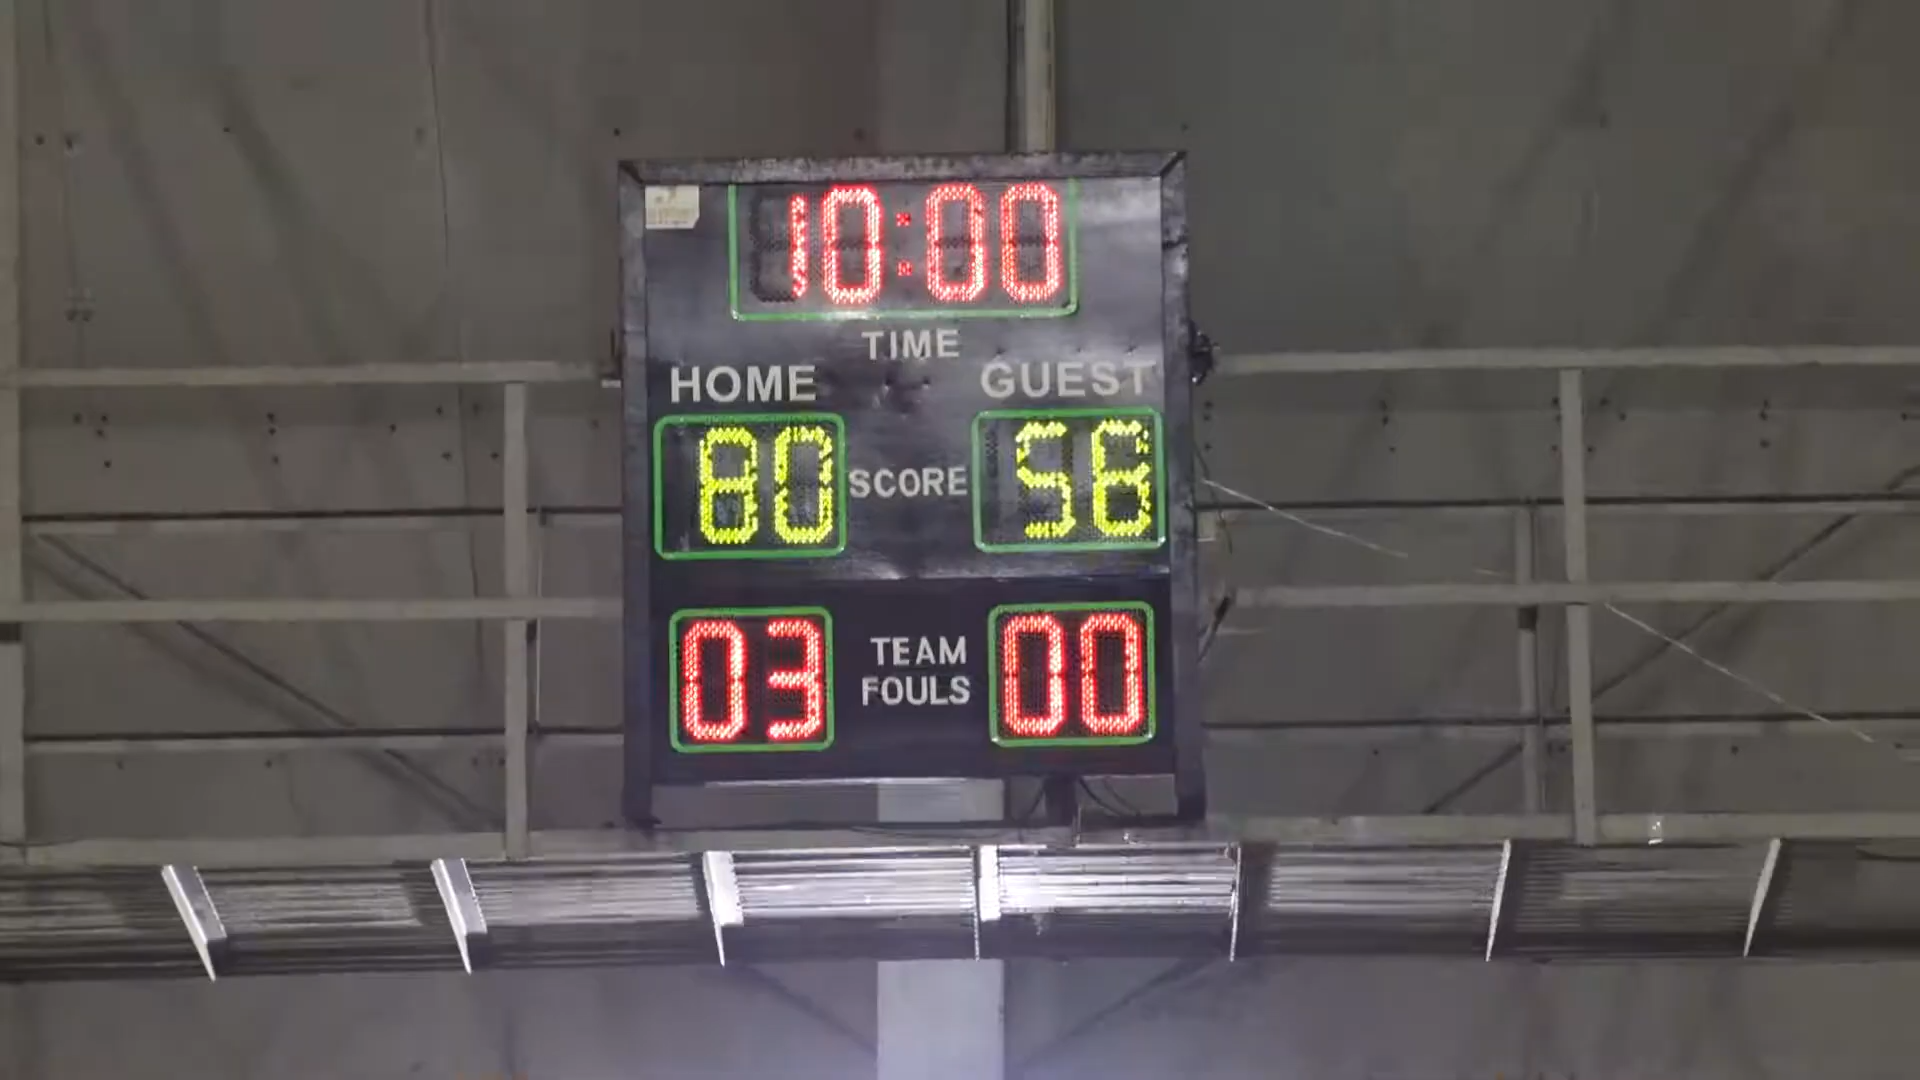 10:00
TIME
HOME GUEST
80 SCORE 56
03 TEAM FOULS 00